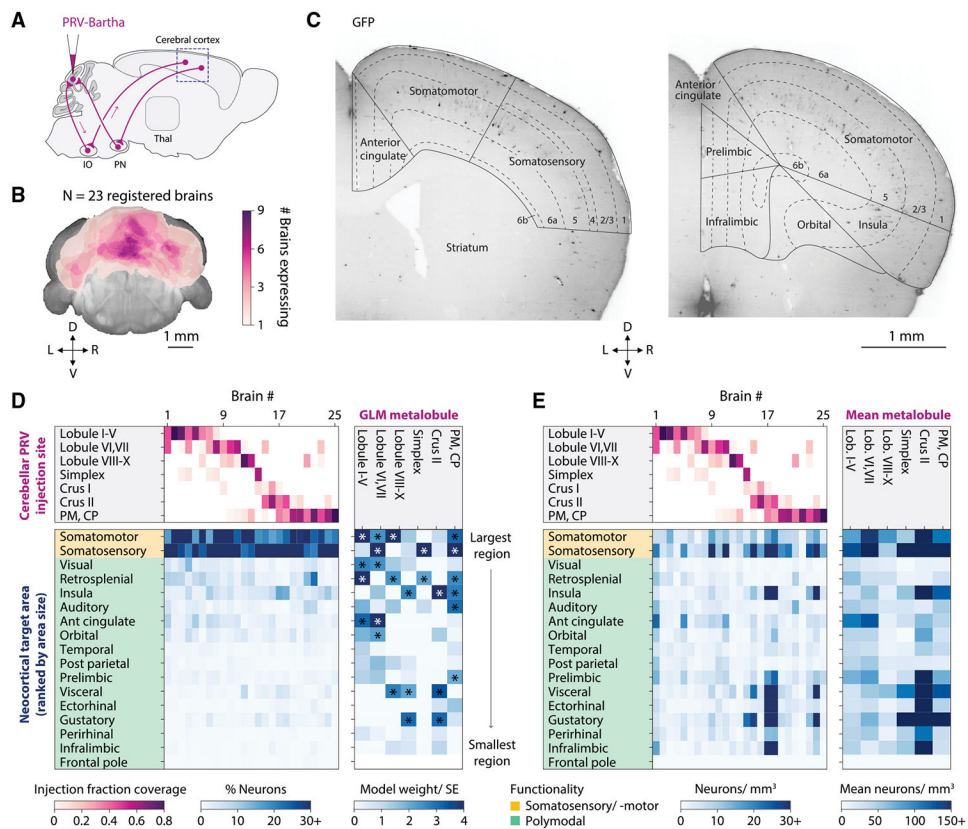 A
PRV-Bartha
Cerebral cortex
Thal
IO
PN
B
N = 23 registered brains
9
6
3
1
# Brains expressing
D
L
R
V
1 mm
C
GFP
Somatomotor
Anterior cingulate
Somatosensory
6b
6a
5
4
2/3
1
Striatum
Anterior cingulate
Prelimbic
Somatomotor
6b
6a
5
2/3
1
Infralimbic
Orbital
Insula
D
L
R
V
1 mm
D
Brain #
1 9 17 25
GLM metalobule
Cerebellar PRV injection site
Lobule I-V
Lobule VI,VII
Lobule VIII-X
Simplex
Crus I
Crus II
PM, CP
Lobule I-V
Lobule VI,VII
Lobule VIII-X
Simplex
Crus II
PM, CP
Neocortical target area (ranked by area size)
Somatomotor
Somatosensory
Visual
Retrosplenial
Insula
Auditory
Ant cingulate
Orbital
Temporal
Post parietal
Prelimbic
Visceral
Ectorhinal
Gustatory
Perirhinal
Infralimbic
Frontal pole
Largest region
Smallest region
E
Brain #
1 9 17 25
Mean metalobule
Lobule I-V
Lobule VI,VII
Lobule VIII-X
Simplex
Crus I
Crus II
PM, CP
Lob. I-V
Lob. VI,VII
Lob. VIII-X
Simplex
Crus II
PM, CP
Somatomotor
Somatosensory
Visual
Retrosplenial
Insula
Auditory
Ant cingulate
Orbital
Temporal
Post parietal
Prelimbic
Visceral
Ectorhinal
Gustatory
Perirhinal
Infralimbic
Frontal pole
Injection fraction coverage
0 0.2 0.4 0.6 0.8
% Neurons
0 10 20 30+
Model weight/ SE
0 1 2 3 4
Functionality
Somatosensory/ -motor
Polymodal
Neurons/ mm³
0 10 20 30+
Mean neurons/ mm³
0 50 100 150+